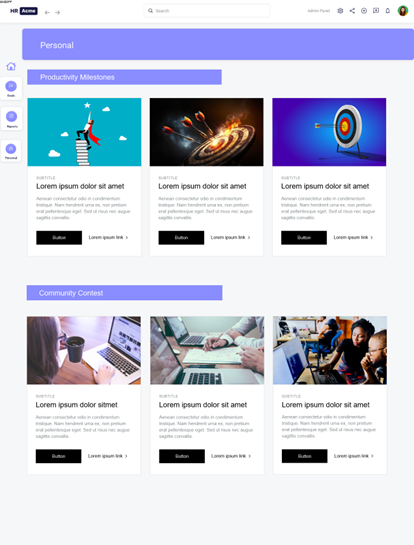 HR Acme
Search
Admin Panel
Personal
Productivity Milestones
Reports
Personal
SUBTITLE
Lorem ipsum dolor sit amet
Aenean consectetur odio in condimentum
tristique. Nam hendrerit urna ex, non pretium
erat pellentesque eget. Sed ut risus nec augue
sagittis convallis.
Button
Lorem ipsum link >
SUBTITLE
Lorem ipsum dolor sit amet
Aenean consectetur odio in condimentum
tristique. Nam hendrerit urna ex, non pretium
erat pellentesque eget. Sed ut risus nec augue
sagittis convallis.
Button
Lorem ipsum link >
SUBTITLE
Lorem ipsum dolor sit amet
Aenean consectetur odio in condimentum
tristique. Nam hendrerit urna ex, non pretium
erat pellentesque eget. Sed ut risus nec augue
sagittis convallis.
Button
Lorem ipsum link >
Community Contest
SUBTITLE
Lorem ipsum dolor sitmet
Aenean consectetur odio in condimentum
tristique. Nam hendrerit urna ex, non pretium
erat pellentesque eget. Sed ut risus nec augue
sagittis convallis.
Button
Lorem ipsum link >
SUBTITLE
Lorem ipsum dolor sit amet
Aenean consectetur odio in condimentum
tristique. Nam hendrerit urna ex, non pretium
erat pellentesque eget. Sed ut risus nec augue
sagittis convallis.
Button
Lorem ipsum link >
SUBTITLE
Lorem ipsum dolor sit amet
Aenean consectetur odio in condimentum
tristique. Nam hendrerit urna ex, non pretium
erat pellentesque eget. Sed ut risus nec augue
sagittis convallis.
Button
Lorem ipsum link >